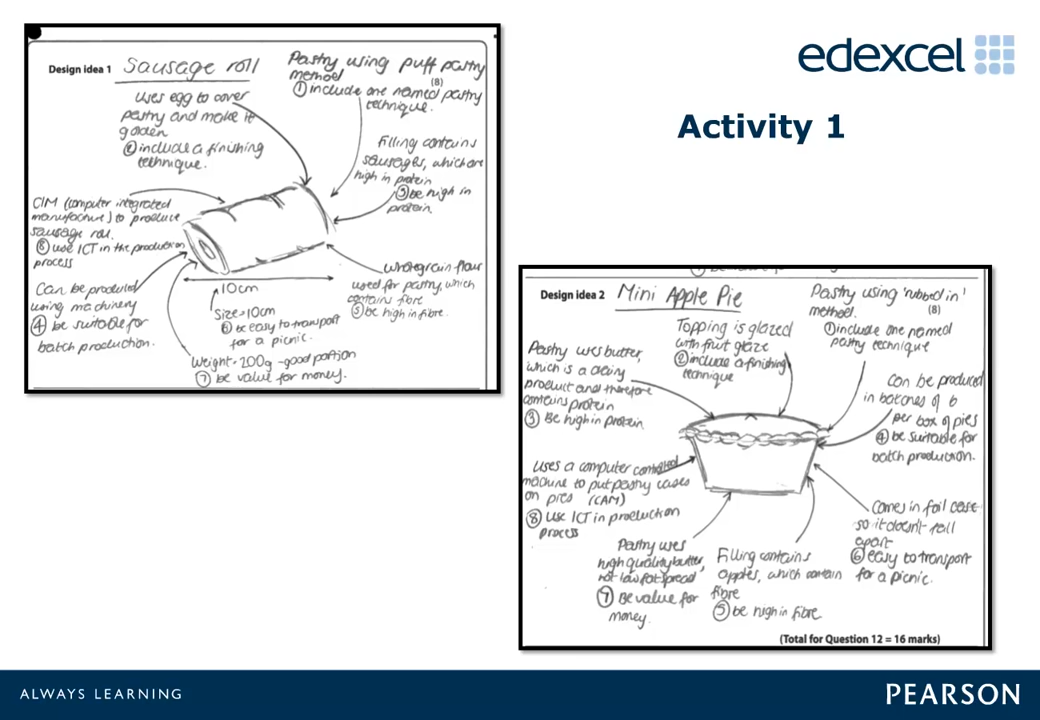 edexcel
Activity 1
Design idea 1 Sausage roll
Pastry using puff pastry
method (8)
① include one named pastry
technique.
Uses egg to cover
pastry and make it
golden
② include a finishing
technique.
Filling contains
sausages, which are
high in protein
③ be high in
protein.
CIM (computer integrated
manufacture) to produce
sausage roll.
⑧ use ICT in the production
process
Can be produced
using machinery
④ be suitable for
batch production.
10cm
Size=10cm
⑥ be easy to transport
for a picnic.
Wholegrain flour
used for pastry, which
contains fibre
⑤ be high in fibre.
Weight=200g-good portion
⑦ be value for money.
Design idea 2 Mini Apple Pie
Pastry using 'rubbed in'
method. (8)
① include one named
pastry technique
Topping is glazed
with fruit glaze
② include a finishing
technique
Pastry uses butter,
which is a dairy
product and therefore
contains protein
③ Be high in protein.
Can be produced
in batches of 6
per box of pies
④ be suitable for
batch production.
Uses a computer controlled
machine to put pastry cases
on pies (CAM)
⑧ Use ICT in production
process
Comes in foil case
so it doesn't fall
apart
⑥ easy to transport
for a picnic.
Pastry uses
high quality butter,
not low fat spread
⑦ Be value for
money.
Filling contains
apples, which contain
fibre
⑤ be high in fibre
(Total for Question 12 = 16 marks)
ALWAYS LEARNING
PEARSON